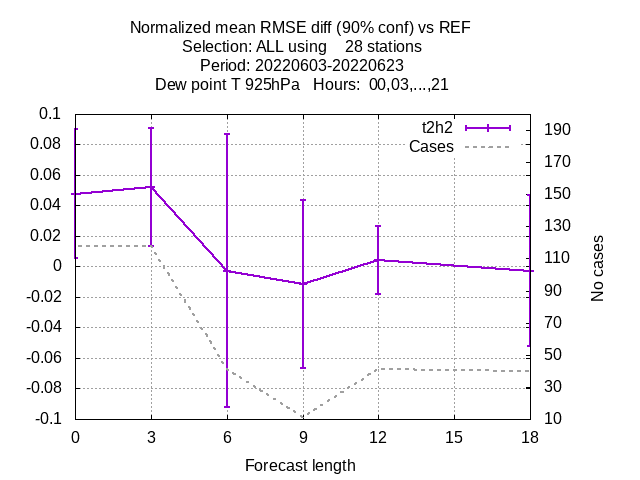 Normalized mean RMSE diff (90% conf) vs REF
Selection: ALL using    28 stations
Period: 20220603-20220623
Dew point T 925hPa   Hours:  00,03,...,21
t2h2
Cases
0.1
0.08
0.06
0.04
0.02
0
-0.02
-0.04
-0.06
-0.08
-0.1
190
170
150
130
110
90
70
50
30
10
No cases
0 3 6 9 12 15 18
Forecast length